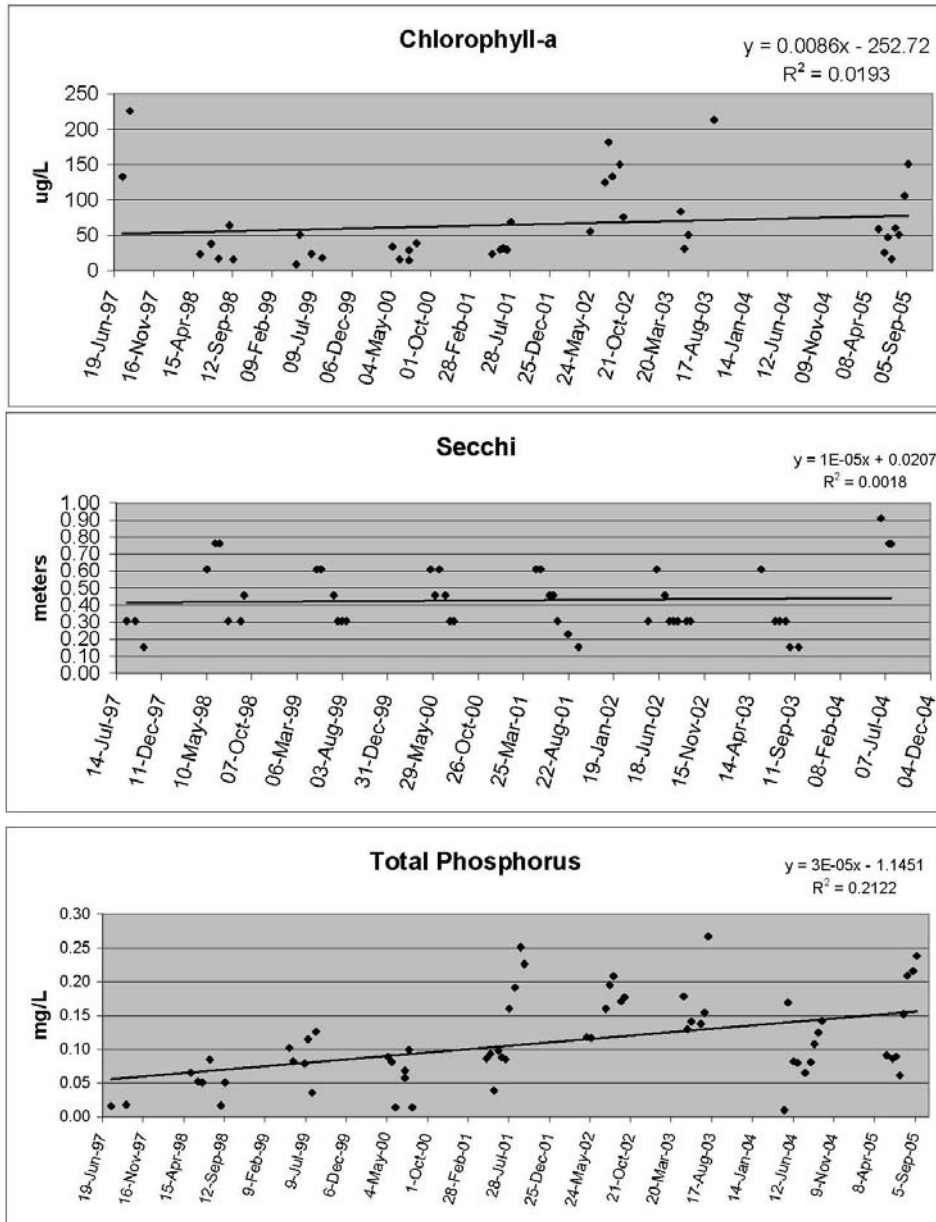 Chlorophyll-a
y = 0.0086x - 252.72
R² = 0.0193
250
200
150
100
50
0
ug/L
19-Jun-97
16-Nov-97
15-Apr-98
12-Sep-98
09-Feb-99
09-Jul-99
06-Dec-99
04-May-00
01-Oct-00
28-Feb-01
28-Jul-01
25-Dec-01
24-May-02
21-Oct-02
20-Mar-03
17-Aug-03
14-Jan-04
12-Jun-04
09-Nov-04
08-Apr-05
05-Sep-05
Secchi
y = 1E-05x + 0.0207
R² = 0.0018
1.00
0.90
0.80
0.70
0.60
0.50
0.40
0.30
0.20
0.10
0.00
meters
14-Jul-97
11-Dec-97
10-May-98
07-Oct-98
06-Mar-99
03-Aug-99
31-Dec-99
29-May-00
26-Oct-00
25-Mar-01
22-Aug-01
19-Jan-02
18-Jun-02
15-Nov-02
14-Apr-03
11-Sep-03
08-Feb-04
07-Jul-04
04-Dec-04
Total Phosphorus
y = 3E-05x - 1.1451
R² = 0.2122
0.30
0.25
0.20
0.15
0.10
0.05
0.00
mg/L
19-Jun-97
16-Nov-97
15-Apr-98
12-Sep-98
9-Feb-99
9-Jul-99
6-Dec-99
4-May-00
1-Oct-00
28-Feb-01
28-Jul-01
25-Dec-01
24-May-02
21-Oct-02
20-Mar-03
17-Aug-03
14-Jan-04
12-Jun-04
9-Nov-04
8-Apr-05
5-Sep-05